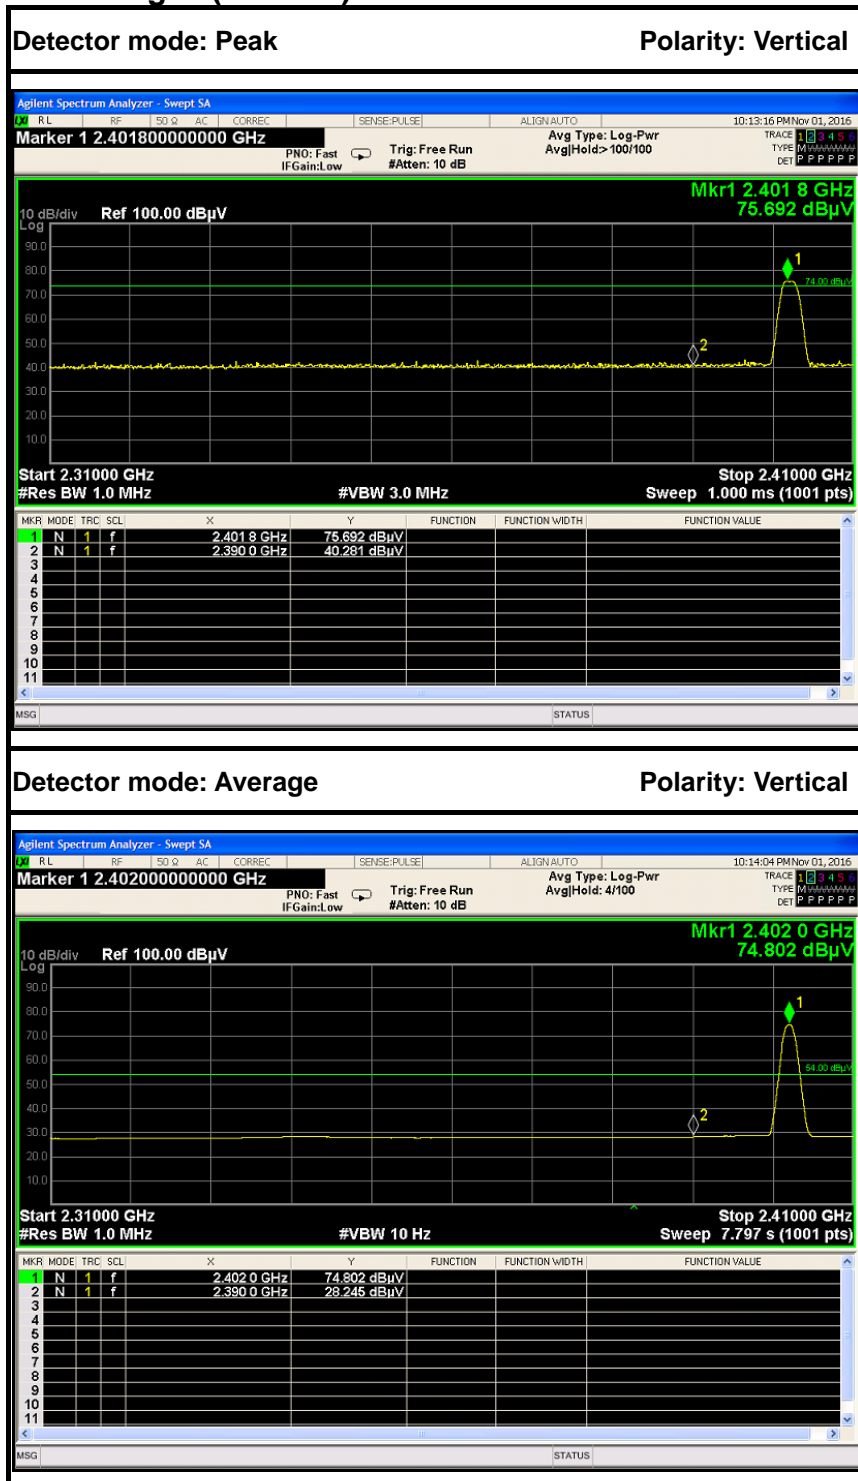 Detector mode: Peak Polarity: Vertical
Agilent Spectrum Analyzer - Swept SA
LXI RL RF 50 Ω AC CORREC SENSE:PULSE ALIGN AUTO 10:13:16 PM Nov 01, 2016
Marker 1 2.401800000000 GHz
PNO: Fast
IFGain:Low
Trig: Free Run
#Atten: 10 dB
Avg Type: Log-Pwr
Avg|Hold:>100/100
TRACE 1 2 3 4 5 6
TYPE M
DET P P P P P P
Mkr1 2.401 8 GHz
75.692 dBµV
10 dB/div Ref 100.00 dBµV
Log
90.0
80.0
70.0
60.0
50.0
40.0
30.0
20.0
10.0
1
74.00 dBµV
2
Start 2.31000 GHz Stop 2.41000 GHz
#Res BW 1.0 MHz #VBW 3.0 MHz Sweep 1.000 ms (1001 pts)
MKR MODE TRC SCL X Y FUNCTION FUNCTION WIDTH FUNCTION VALUE
1 N 1 f 2.401 8 GHz 75.692 dBµV
2 N 1 f 2.390 0 GHz 40.281 dBµV
3
4
5
6
7
8
9
10
11
MSG STATUS
Detector mode: Average Polarity: Vertical
Agilent Spectrum Analyzer - Swept SA
LXI RL RF 50 Ω AC CORREC SENSE:PULSE ALIGN AUTO 10:14:04 PM Nov 01, 2016
Marker 1 2.402000000000 GHz
PNO: Fast
IFGain:Low
Trig: Free Run
#Atten: 10 dB
Avg Type: Log-Pwr
Avg|Hold: 4/100
TRACE 1 2 3 4 5 6
TYPE M
DET P P P P P P
Mkr1 2.402 0 GHz
74.802 dBµV
10 dB/div Ref 100.00 dBµV
Log
90.0
80.0
70.0
60.0
50.0
40.0
30.0
20.0
10.0
1
54.00 dBµV
2
Start 2.31000 GHz Stop 2.41000 GHz
#Res BW 1.0 MHz #VBW 10 Hz Sweep 7.797 s (1001 pts)
MKR MODE TRC SCL X Y FUNCTION FUNCTION WIDTH FUNCTION VALUE
1 N 1 f 2.402 0 GHz 74.802 dBµV
2 N 1 f 2.390 0 GHz 28.245 dBµV
3
4
5
6
7
8
9
10
11
MSG STATUS